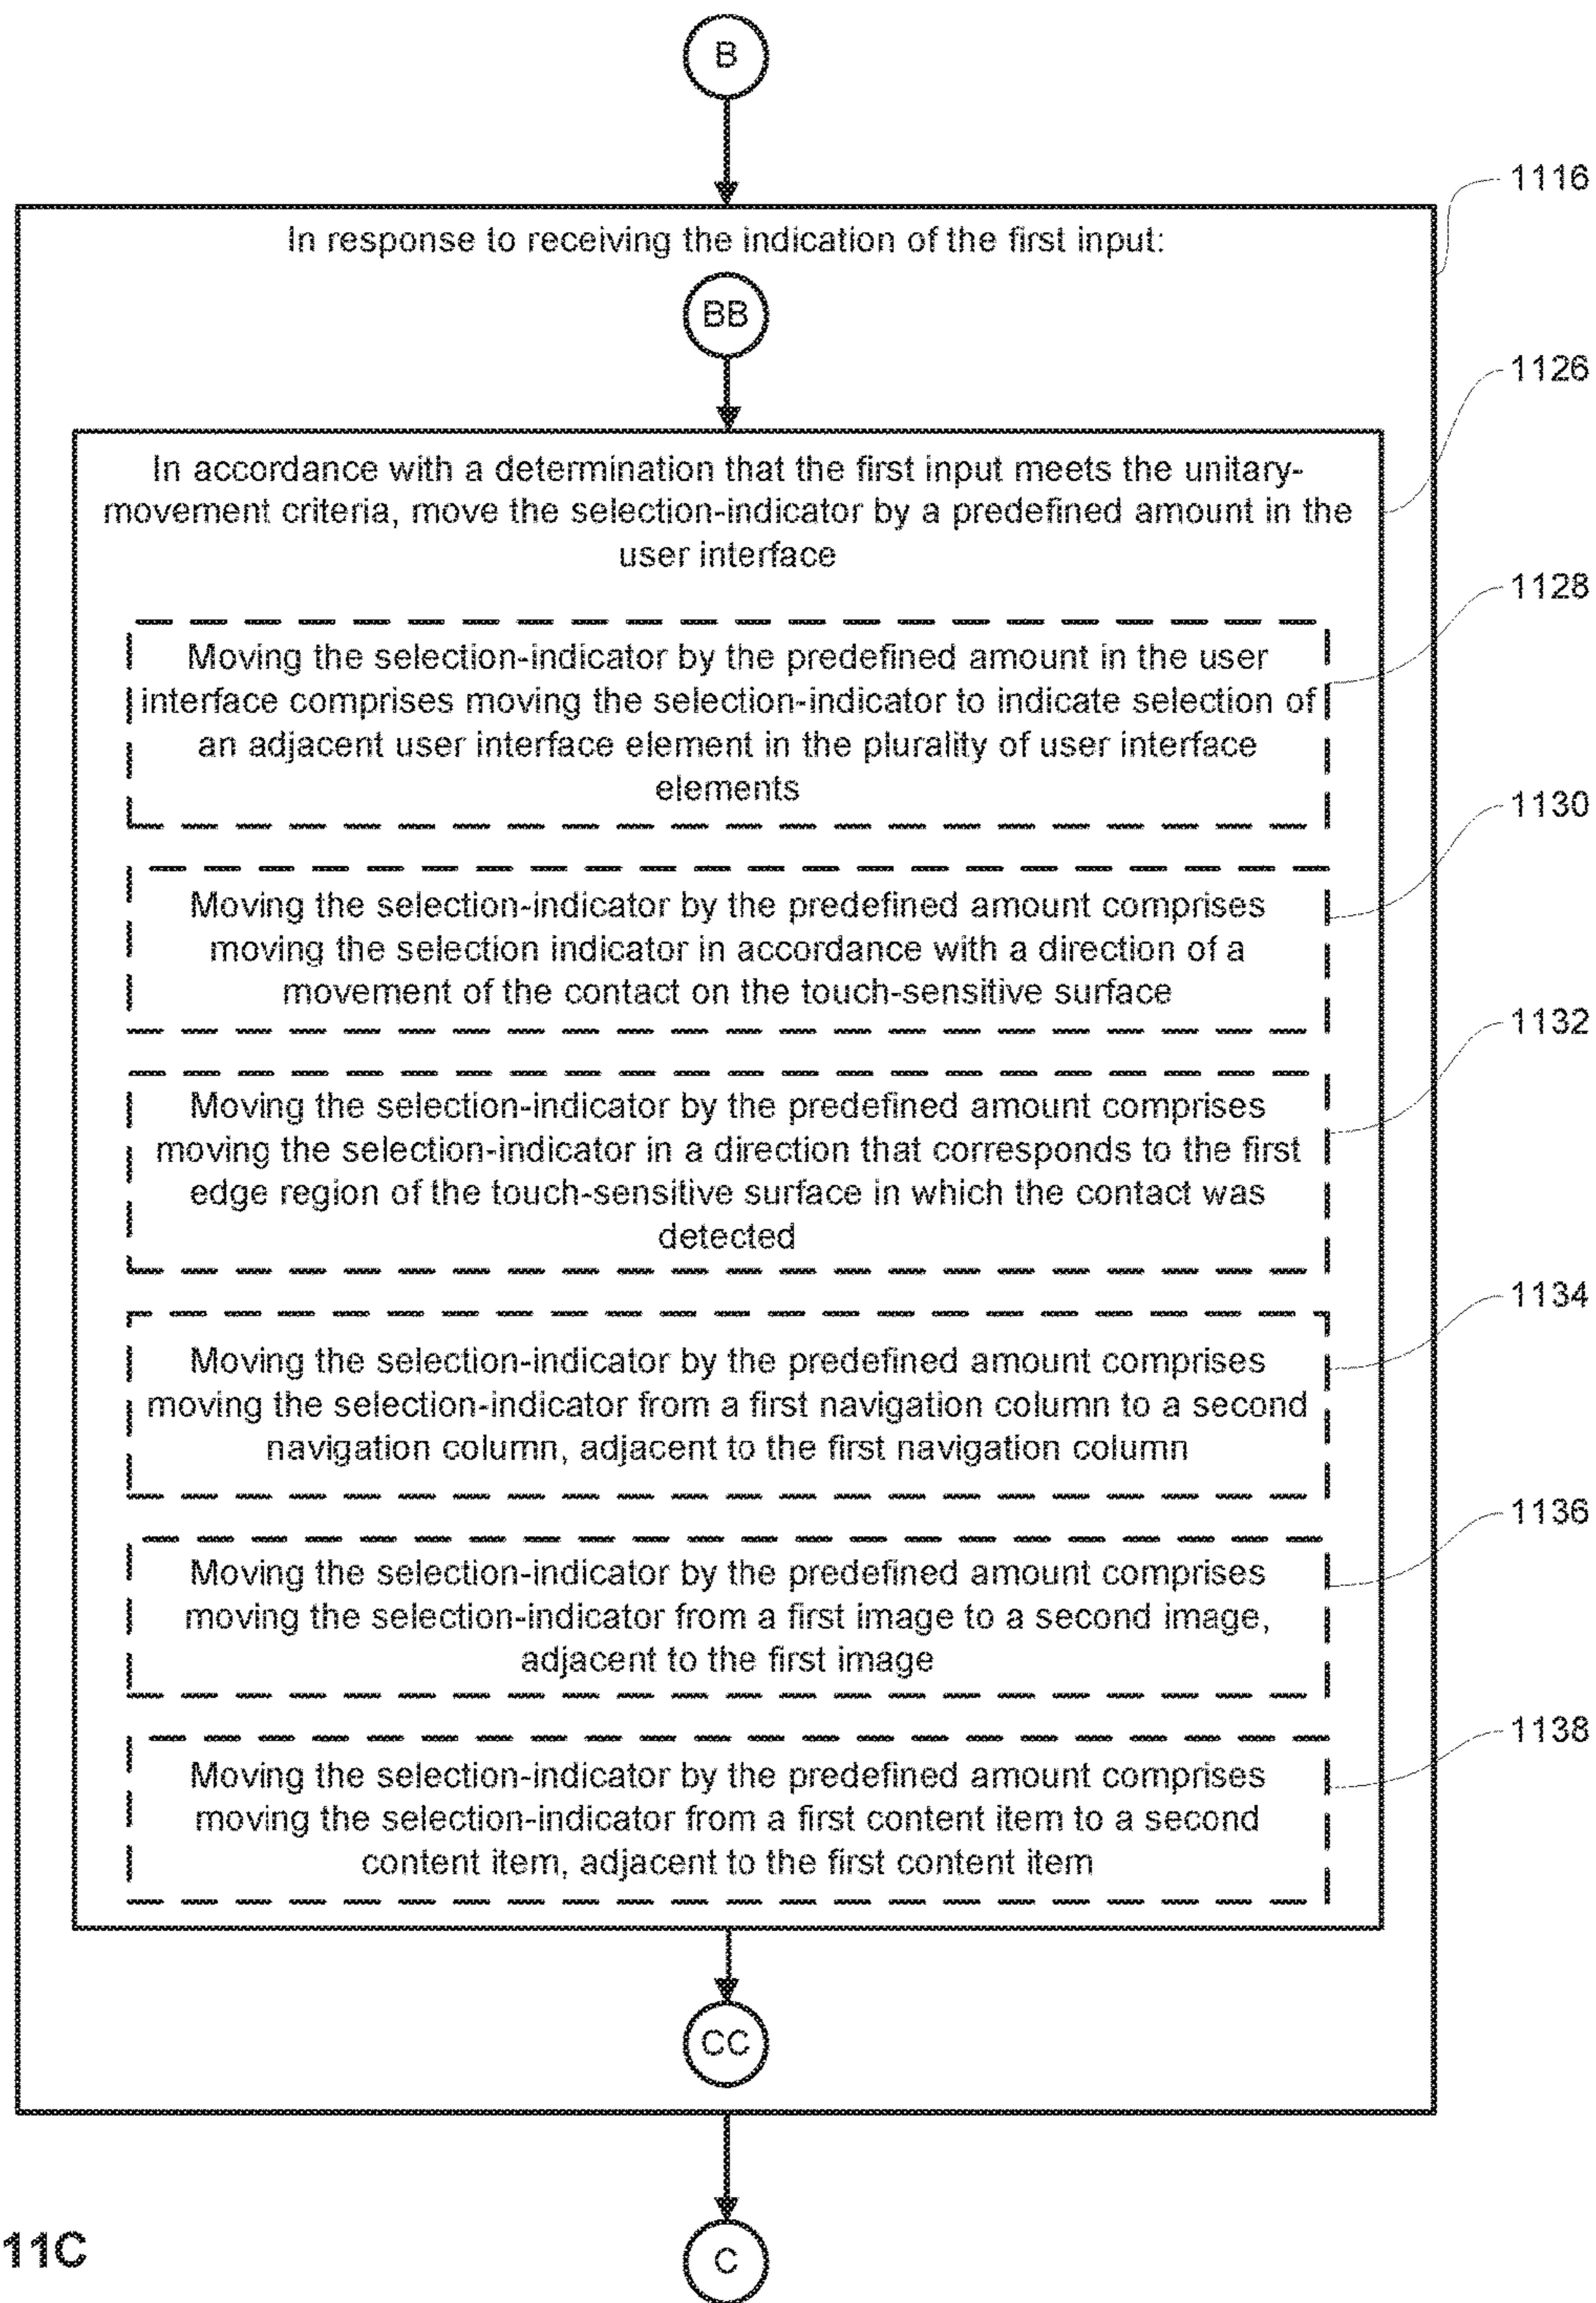 B
1116
In response to receiving the indication of the first input:
BB
1126
In accordance with a determination that the first input meets the unitary-
movement criteria, move the selection-indicator by a predefined amount in the
user interface
1128
Moving the selection-indicator by the predefined amount in the user
interface comprises moving the selection-indicator to indicate selection of
an adjacent user interface element in the plurality of user interface
elements
1130
Moving the selection-indicator by the predefined amount comprises
moving the selection indicator in accordance with a direction of a
movement of the contact on the touch-sensitive surface
1132
Moving the selection-indicator by the predefined amount comprises
moving the selection-indicator in a direction that corresponds to the first
edge region of the touch-sensitive surface in which the contact was
detected
1134
Moving the selection-indicator by the predefined amount comprises
moving the selection-indicator from a first navigation column to a second
navigation column, adjacent to the first navigation column
1136
Moving the selection-indicator by the predefined amount comprises
moving the selection-indicator from a first image to a second image,
adjacent to the first image
1138
Moving the selection-indicator by the predefined amount comprises
moving the selection-indicator from a first content item to a second
content item, adjacent to the first content item
CC
11C
C